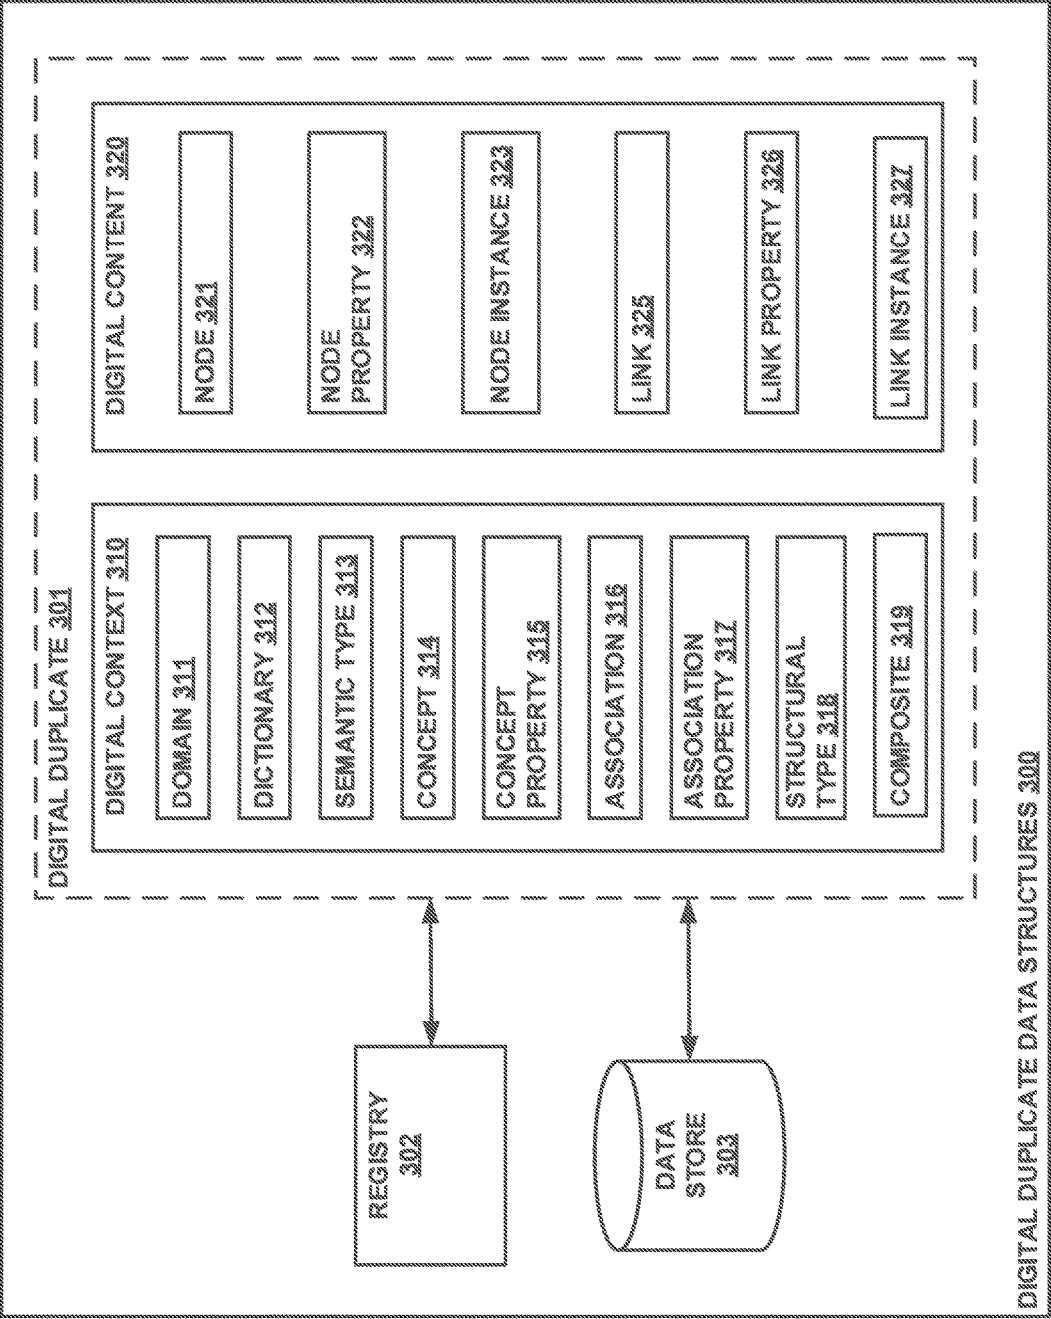 DIGITAL DUPLICATE 301
DIGITAL CONTEXT 310
DOMAIN 311
DICTIONARY 312
SEMANTIC TYPE 313
CONCEPT 314
CONCEPT
PROPERTY 315
ASSOCIATION 316
ASSOCIATION
PROPERTY 317
STRUCTURAL
TYPE 318
COMPOSITE 319
DIGITAL CONTENT 320
NODE 321
NODE
PROPERTY 322
NODE INSTANCE 323
LINK 325
LINK PROPERTY 326
LINK INSTANCE 327
REGISTRY
302
DATA
STORE
303
DIGITAL DUPLICATE DATA STRUCTURES 300